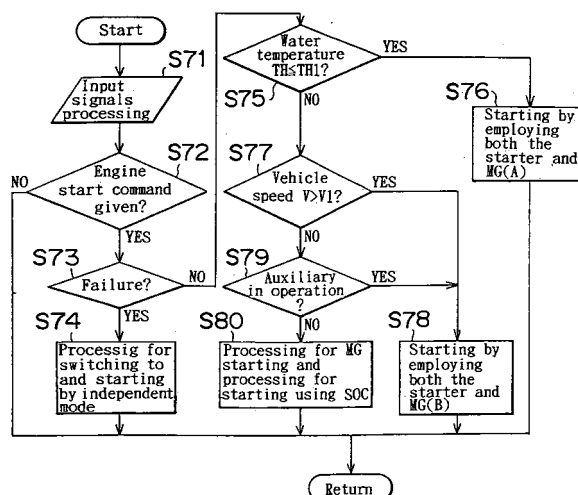 Start
S71
Input
signals
processing
S72
Engine
start command
given?
NO
YES
S73
Failure?
NO
YES
S74
Processig for
switching to
and starting
by independent
mode
Water
temperature
TH≦TH1?
YES
S75
NO
S76
Starting by
employing
both the
starter and
MG(A)
S77
Vehicle
speed V>V1?
YES
NO
S79
Auxiliary
in operation
?
YES
NO
S80
Processing for MG
starting and
processing for
starting using SOC
S78
Starting by
employing
both the
starter and
MG(B)
Return